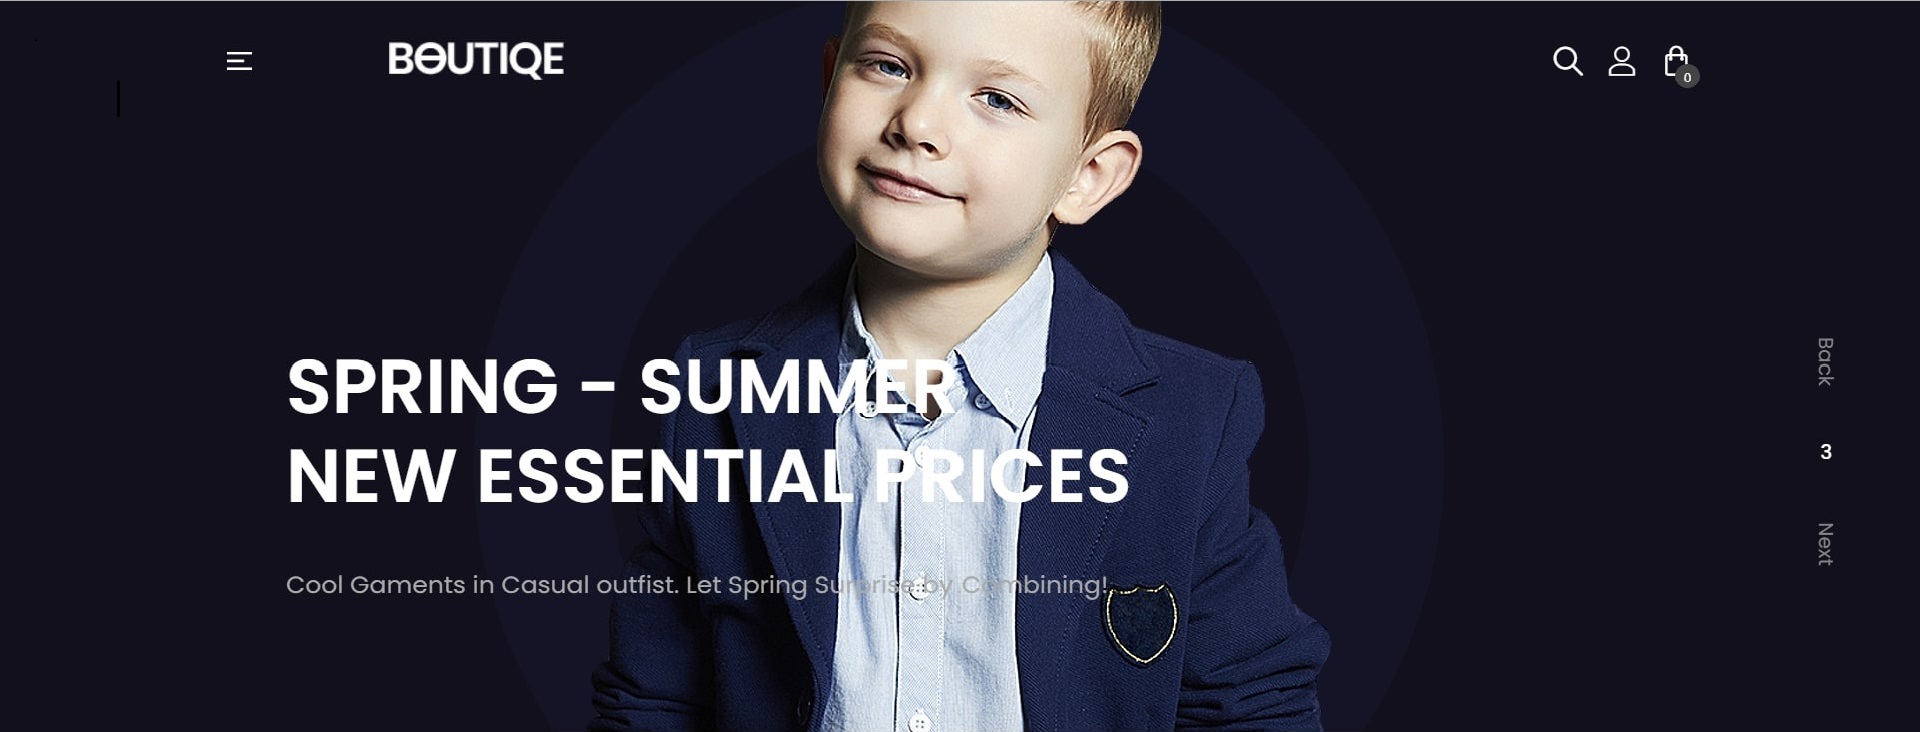 BOUTIQE
0
SPRING - SUMMER
NEW ESSENTIAL PRICES
Cool Gaments in Casual outfist. Let Spring Surprise by Combining!
Back
3
Next